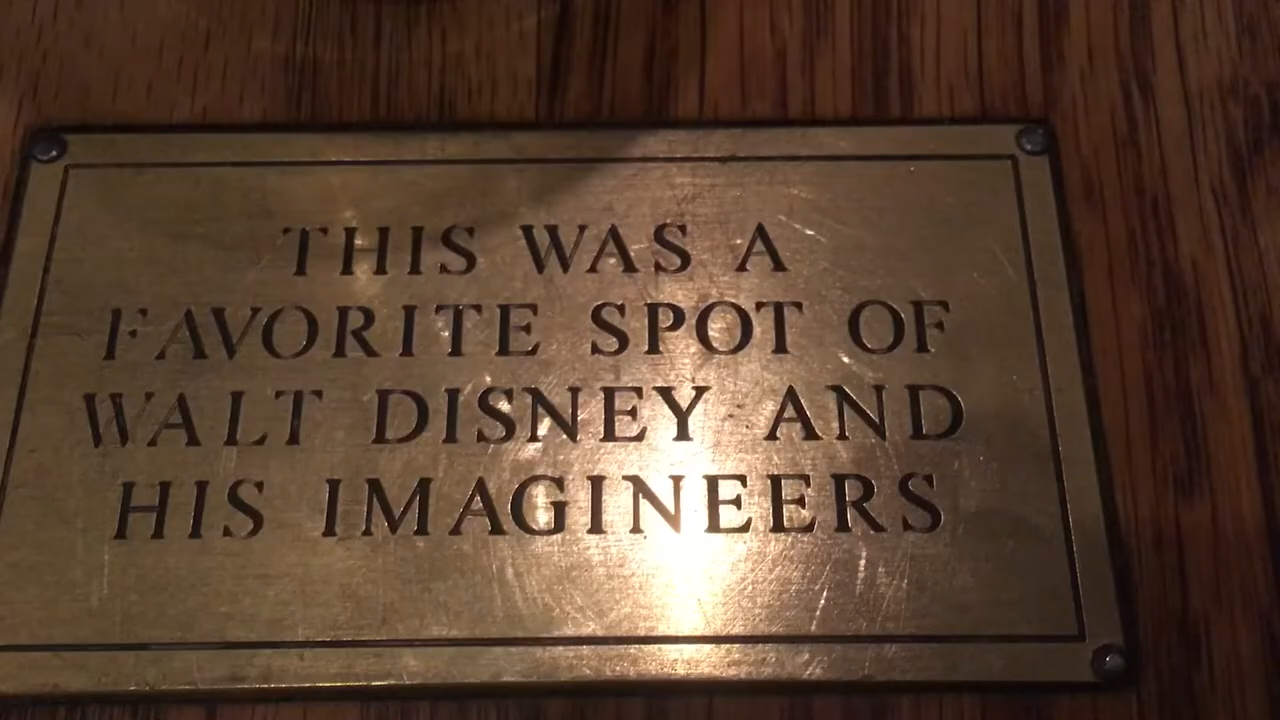 THIS WAS A
FAVORITE SPOT OF
WALT DISNEY AND
HIS IMAGINEERS